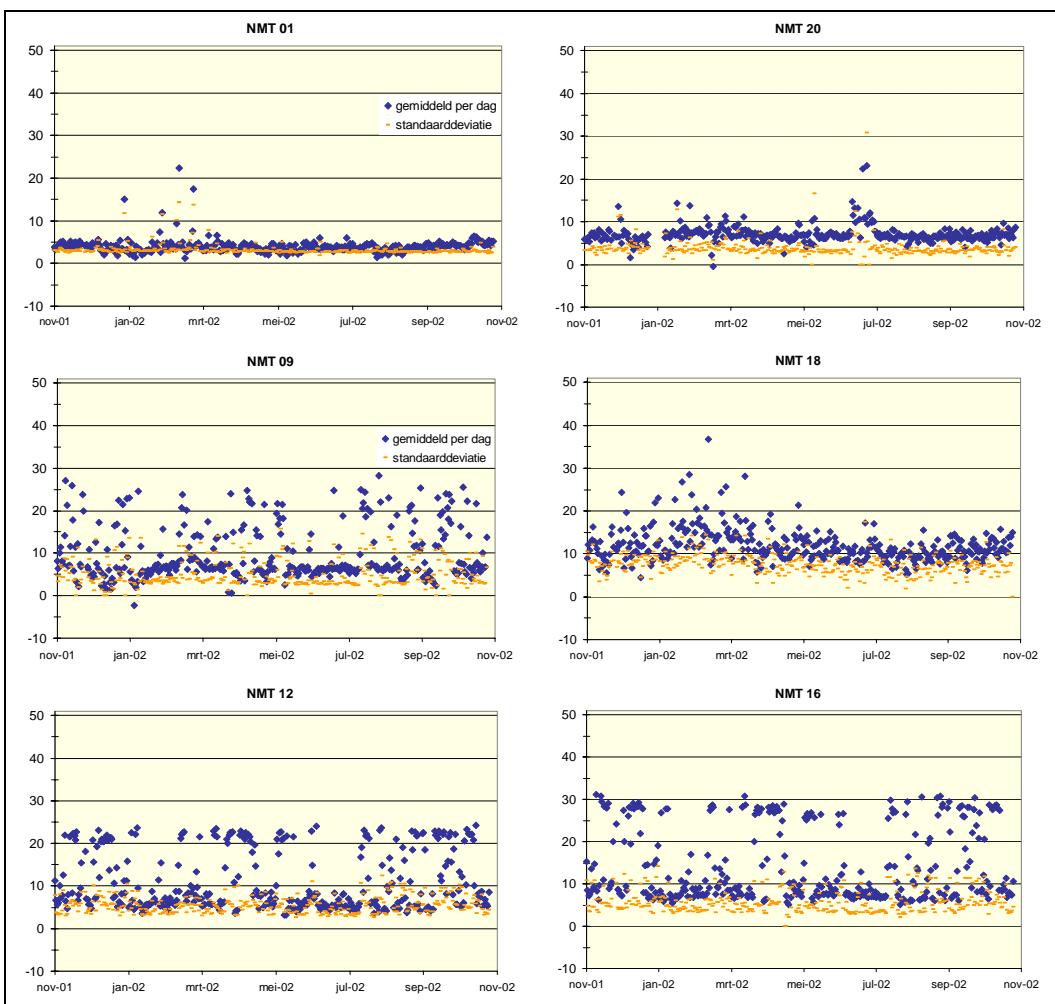 NMT 01
50
40
30
20
10
0
-10
gemiddeld per dag
standaarddeviatie
nov-01 jan-02 mrt-02 mei-02 jul-02 sep-02 nov-02
NMT 20
50
40
30
20
10
0
-10
nov-01 jan-02 mrt-02 mei-02 jul-02 sep-02 nov-02
NMT 09
50
40
30
20
10
0
-10
gemiddeld per dag
standaarddeviatie
nov-01 jan-02 mrt-02 mei-02 jul-02 sep-02 nov-02
NMT 18
50
40
30
20
10
0
-10
nov-01 jan-02 mrt-02 mei-02 jul-02 sep-02 nov-02
NMT 12
50
40
30
20
10
0
-10
nov-01 jan-02 mrt-02 mei-02 jul-02 sep-02 nov-02
NMT 16
50
40
30
20
10
0
-10
nov-01 jan-02 mrt-02 mei-02 jul-02 sep-02 nov-02